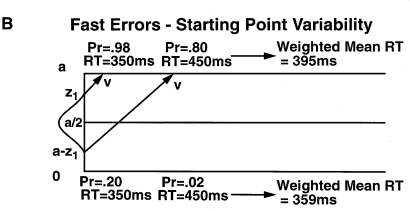 B Fast Errors - Starting Point Variability
Pr=.98 Pr=.80 Weighted Mean RT
RT=350ms RT=450ms = 395ms
a
v v
z1
a/2
a-z1
0
Pr=.20 Pr=.02 Weighted Mean RT
RT=350ms RT=450ms = 359ms